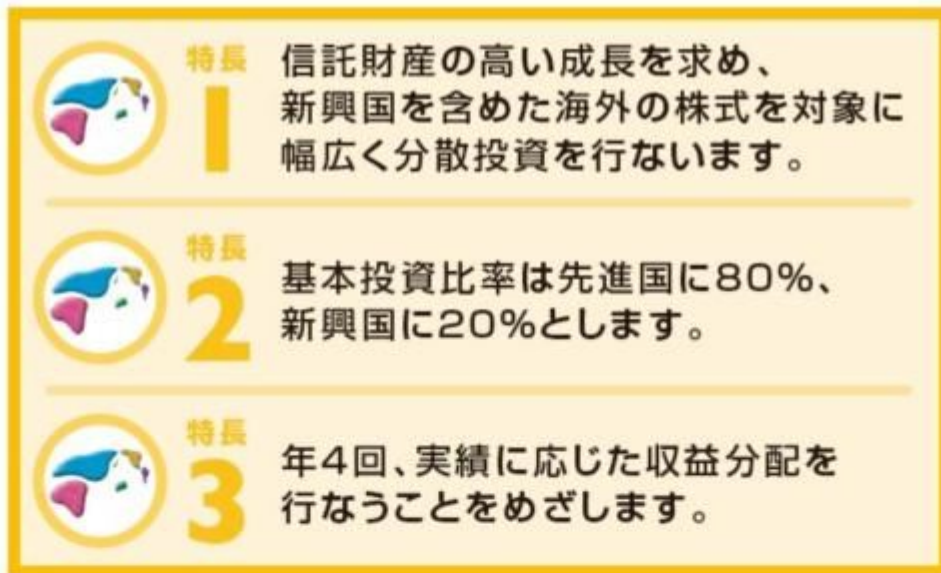 特長
1
信託財産の高い成長を求め、
新興国を含めた海外の株式を対象に
幅広く分散投資を行ないます。
特長
2
基本投資比率は先進国に80%、
新興国に20%とします。
特長
3
年4回、実績に応じた収益分配を
行なうことをめざします。